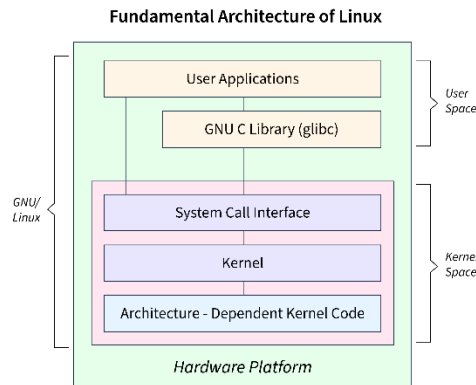 Fundamental Architecture of Linux
User Applications
User
Space
GNU C Library (glibc)
GNU/
Linux
System Call Interface
Kernel
Kernel
Space
Architecture - Dependent Kernel Code
Hardware Platform